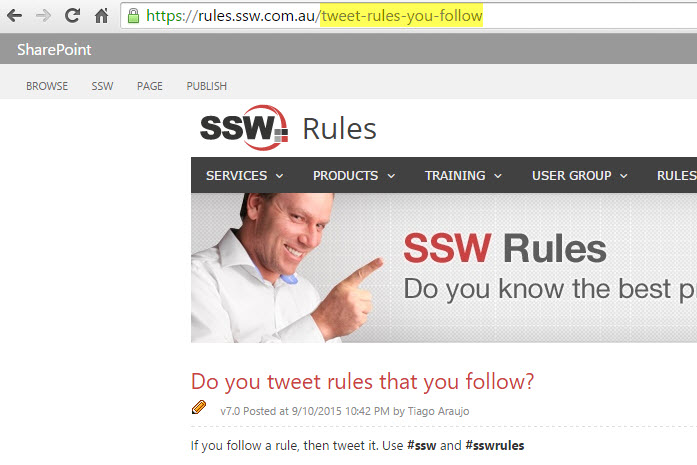 https://rules.ssw.com.au/tweet-rules-you-follow
SharePoint
BROWSE SSW PAGE PUBLISH
SSW Rules
SERVICES PRODUCTS TRAINING USER GROUP RULES
SSW Rules
Do you know the best p
Do you tweet rules that you follow?
v7.0 Posted at 9/10/2015 10:42 PM by Tiago Araujo
If you follow a rule, then tweet it. Use #ssw and #sswrules